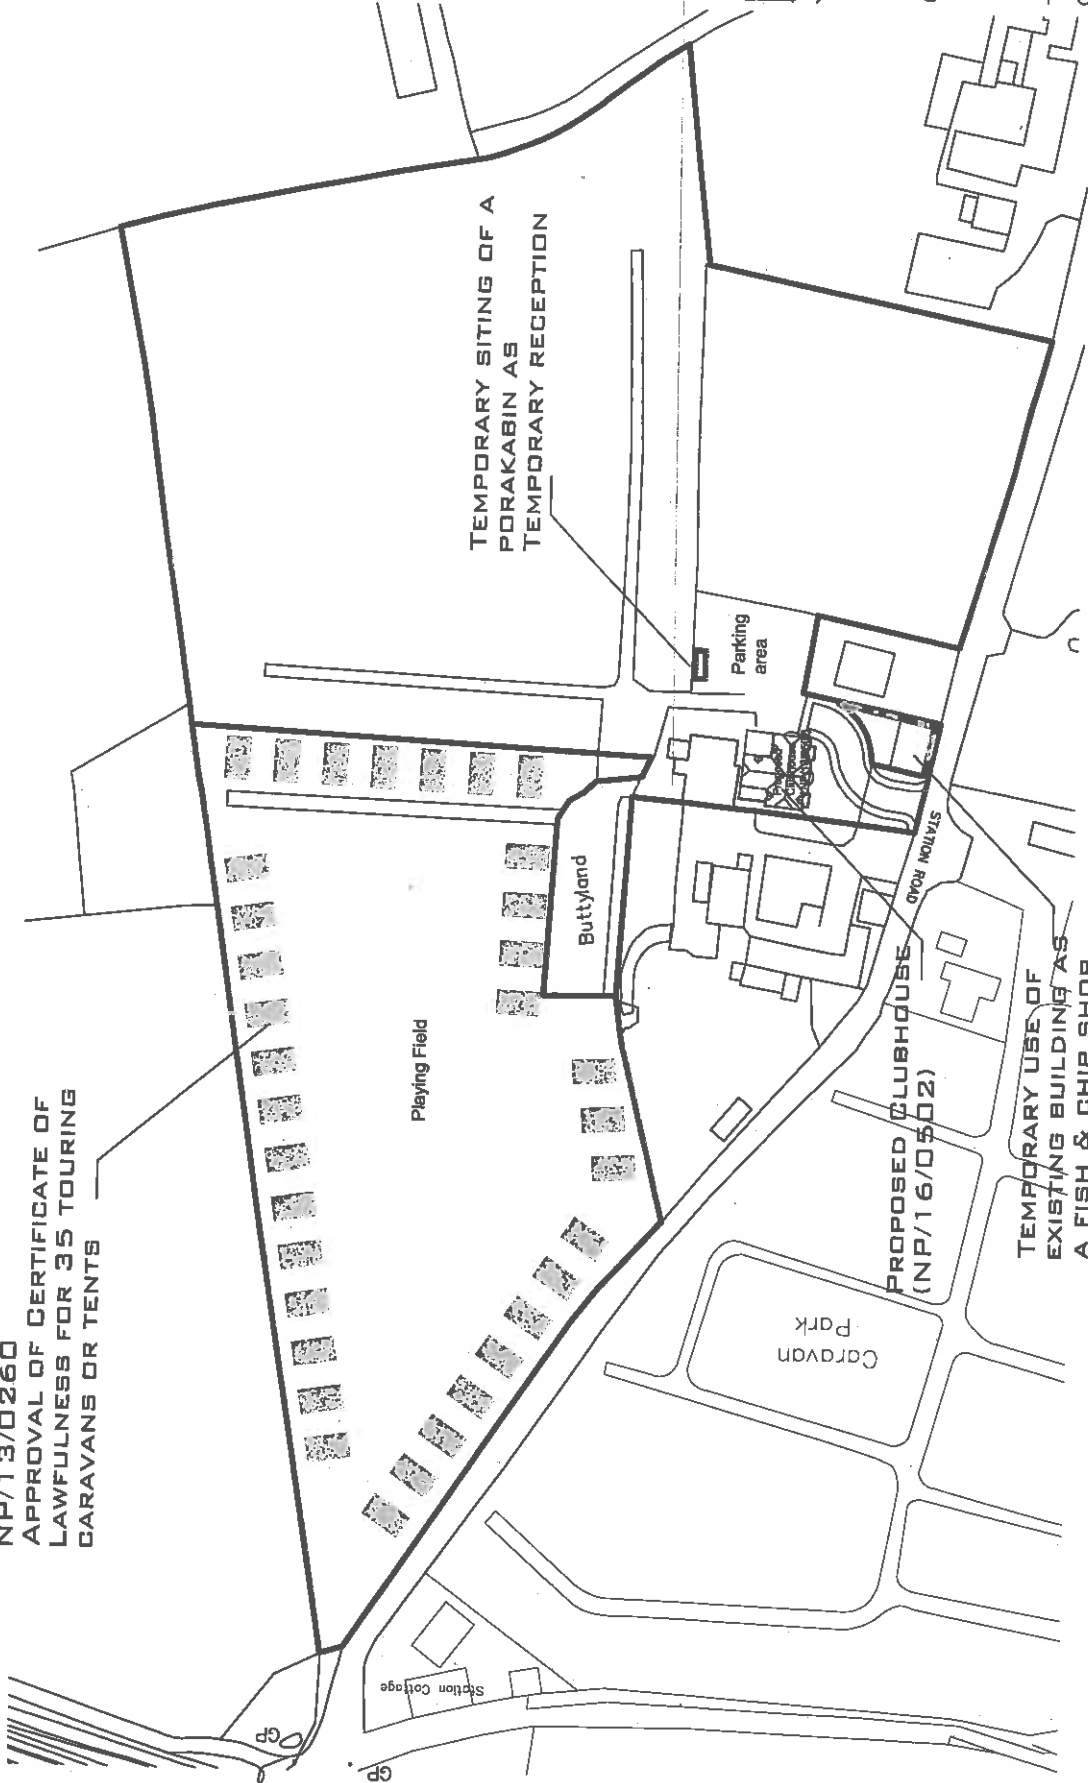 NP/13/0260
APPROVAL OF CERTIFICATE OF
LAWFULNESS FOR 35 TOURING
CARAVANS OR TENTS
TEMPORARY SITING OF A
PORAKABIN AS
TEMPORARY RECEPTION
Playing Field
Buttyland
Parking
area
STATION ROAD
PROPOSED CLUBHOUSE
(NP/16/0502)
TEMPORARY USE OF
EXISTING BUILDING AS
A FISH & CHIP SHOP
Caravan
Park
Station Cottage
GP
GP